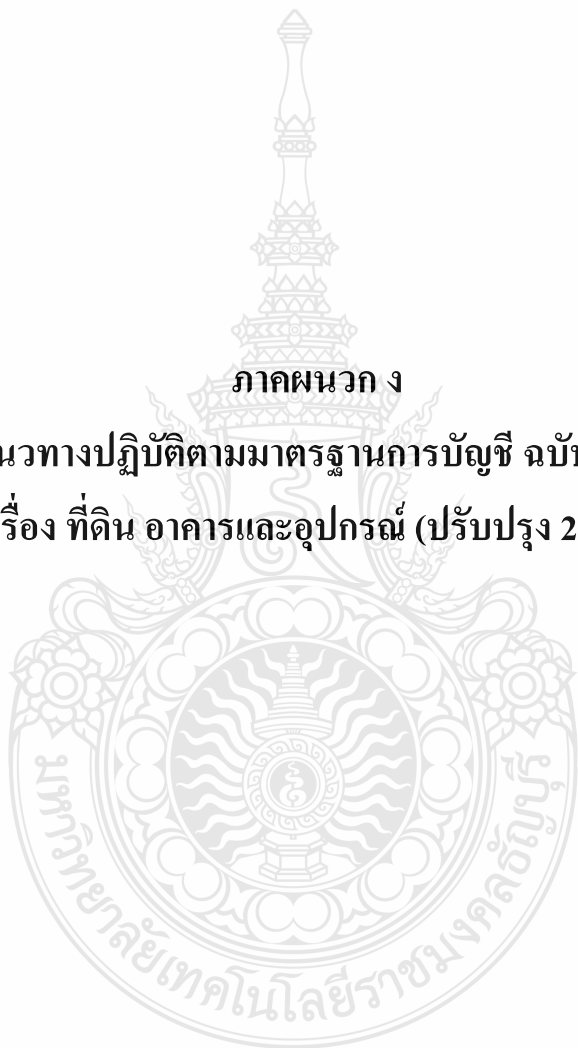 ภาคผนวก ง
นวทางปฏิบัติตามมาตรฐานการบัญชี ฉบับ
รื่อง ที่ดิน อาคารและอุปกรณ์ (ปรับปรุง 2
มหาวิทยาลัยเทคโนโลยีราชมงคลธัญบุรี